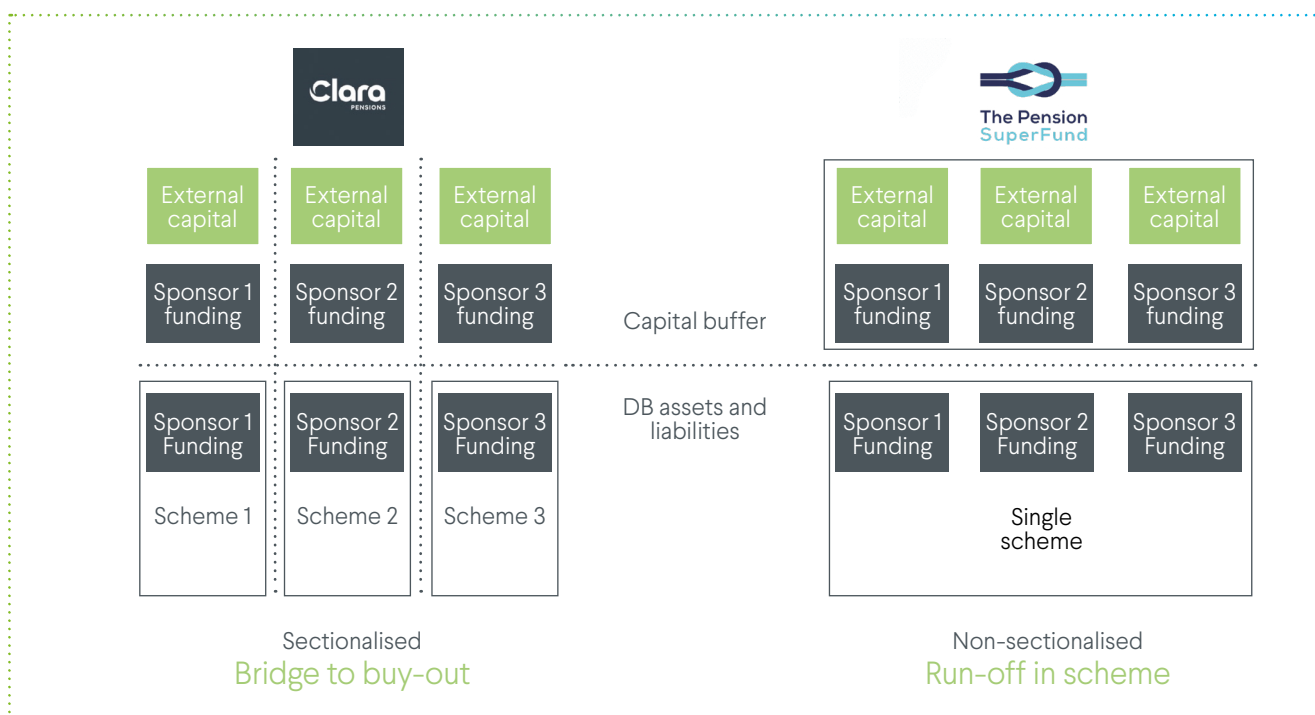 Clara
PENSIONS
The Pension
SuperFund
External
capital
External
capital
External
capital
External
capital
External
capital
External
capital
Sponsor 1
funding
Sponsor 2
funding
Sponsor 3
funding
Capital buffer
Sponsor 1
funding
Sponsor 2
funding
Sponsor 3
funding
Sponsor 1
Funding
Sponsor 2
Funding
Sponsor 3
Funding
DB assets and
liabilities
Sponsor 1
Funding
Sponsor 2
Funding
Sponsor 3
Funding
Scheme 1
Scheme 2
Scheme 3
Single
scheme
Sectionalised
Bridge to buy-out
Non-sectionalised
Run-off in scheme